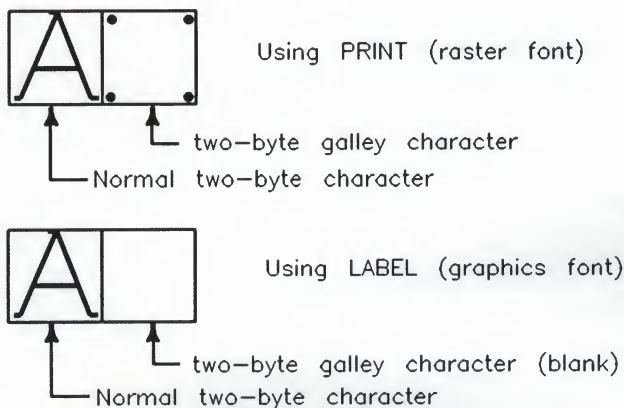 A
Using PRINT (raster font)
two-byte galley character
Normal two-byte character
A
Using LABEL (graphics font)
two-byte galley character (blank)
Normal two-byte character